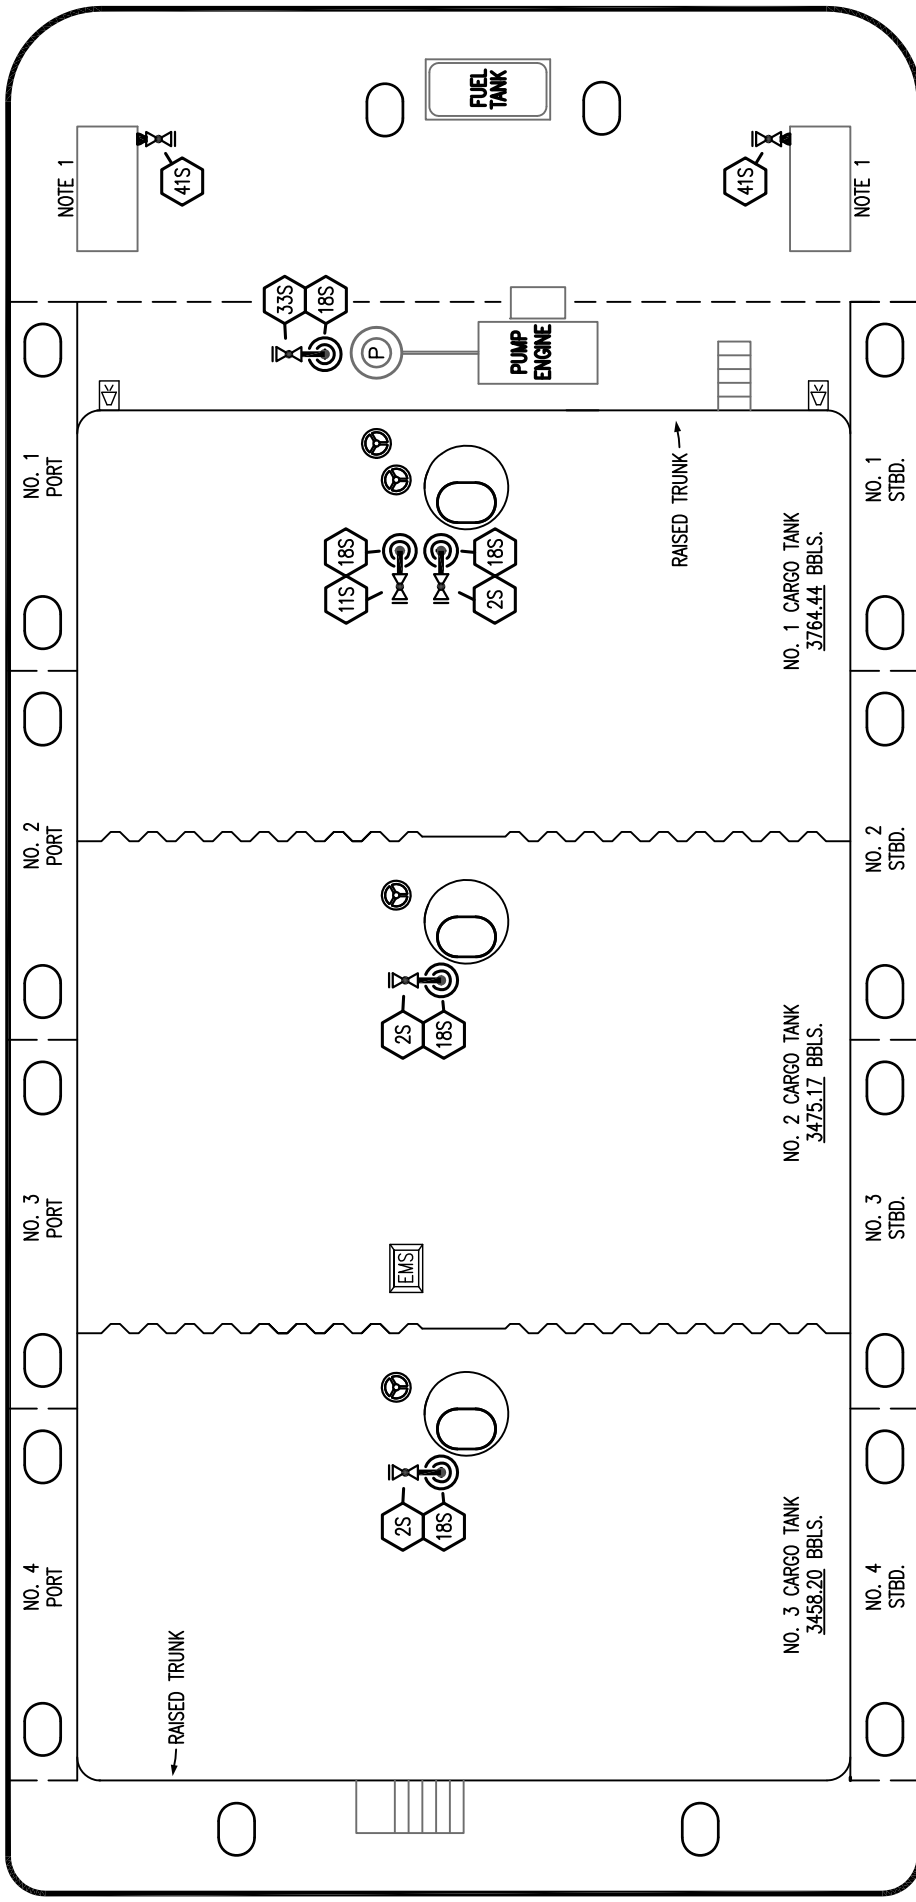 FUEL
TANK
NOTE 1
41S
41S
NOTE 1
33S
18S
P
PUMP
ENGINE
NO. 1
PORT
18S
11S
18S
2S
RAISED TRUNK
NO. 1 CARGO TANK
3764.44 BBLS.
NO. 1
STBD.
NO. 2
PORT
2S
18S
NO. 2 CARGO TANK
3475.17 BBLS.
NO. 2
STBD.
NO. 3
PORT
EMS
NO. 3
STBD.
2S
18S
NO. 3 CARGO TANK
3458.20 BBLS.
NO. 4
PORT
RAISED TRUNK
NO. 4
STBD.